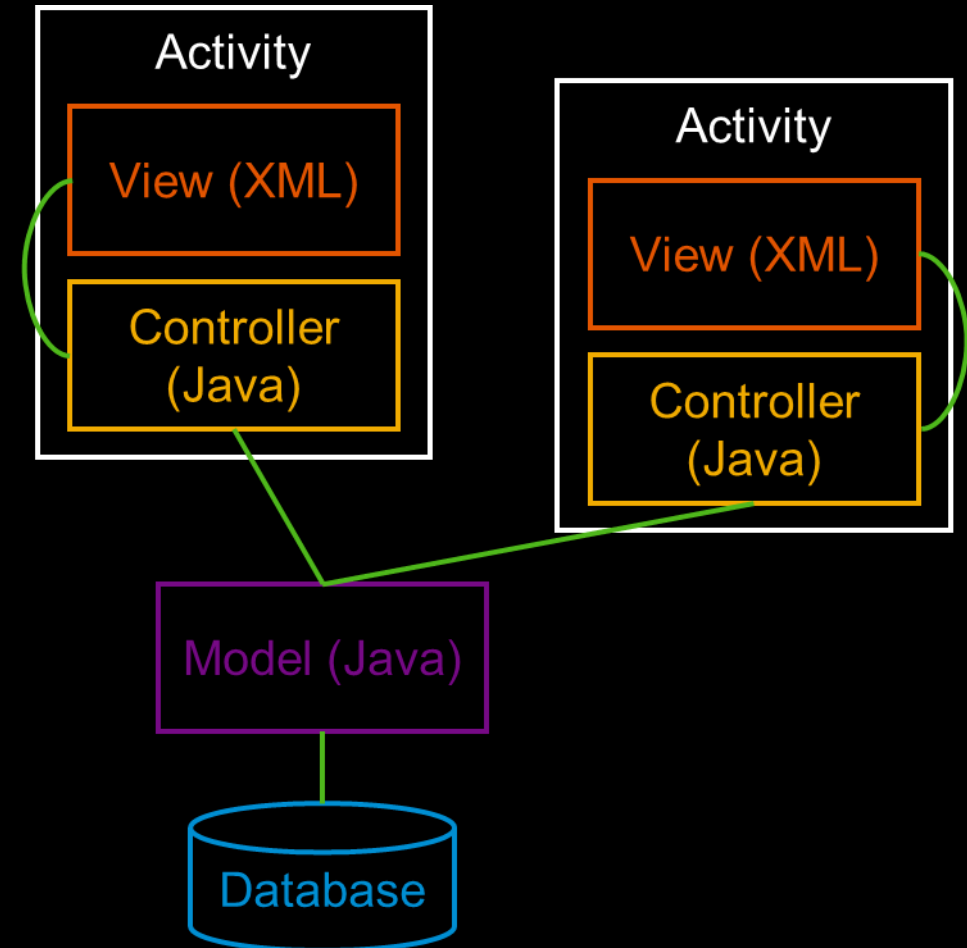 Activity
View (XML)
Controller
(Java)
Activity
View (XML)
Controller
(Java)
Model (Java)
Database